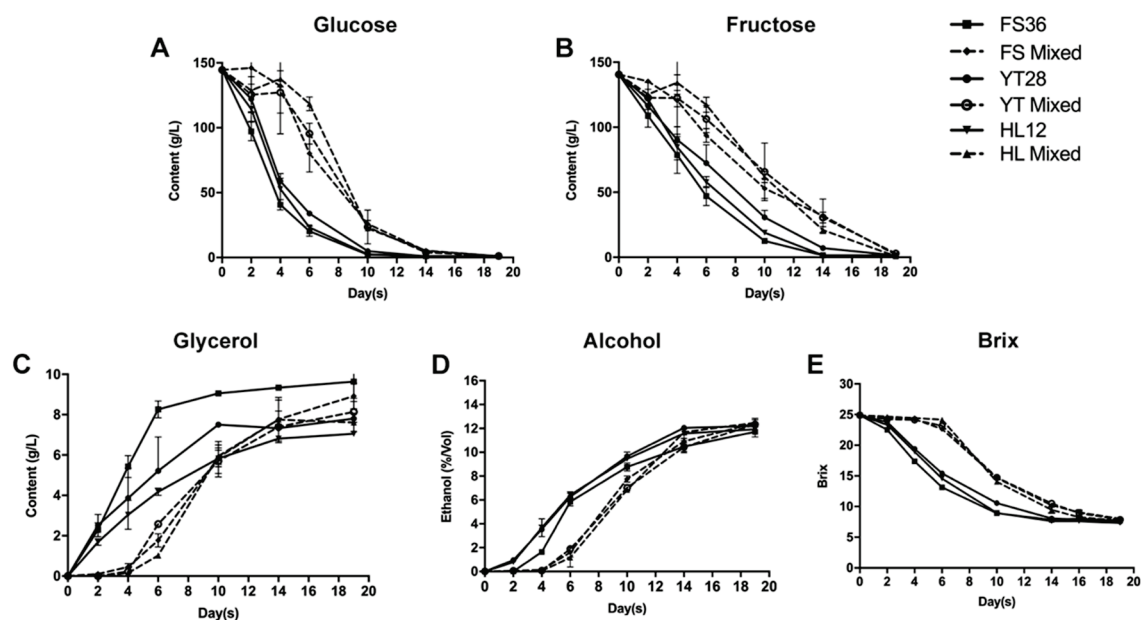 Glucose
Fructose
FS36
FS Mixed
YT28
YT Mixed
HL12
HL Mixed
A
Content (g/L)
150
100
50
0
0 2 4 6 8 10 12 14 16 18 20
Day(s)
B
Content (g/L)
150
100
50
0
0 2 4 6 8 10 12 14 16 18 20
Day(s)
Glycerol
Alcohol
Brix
C
Content (g/L)
10
8
6
4
2
0
0 2 4 6 8 10 12 14 16 18 20
Day(s)
D
Ethanol (%/Vol)
16
14
12
10
8
6
4
2
0
0 2 4 6 8 10 12 14 16 18 20
Day(s)
E
Brix
30
25
20
15
10
5
0
0 2 4 6 8 10 12 14 16 18 20
Day(s)